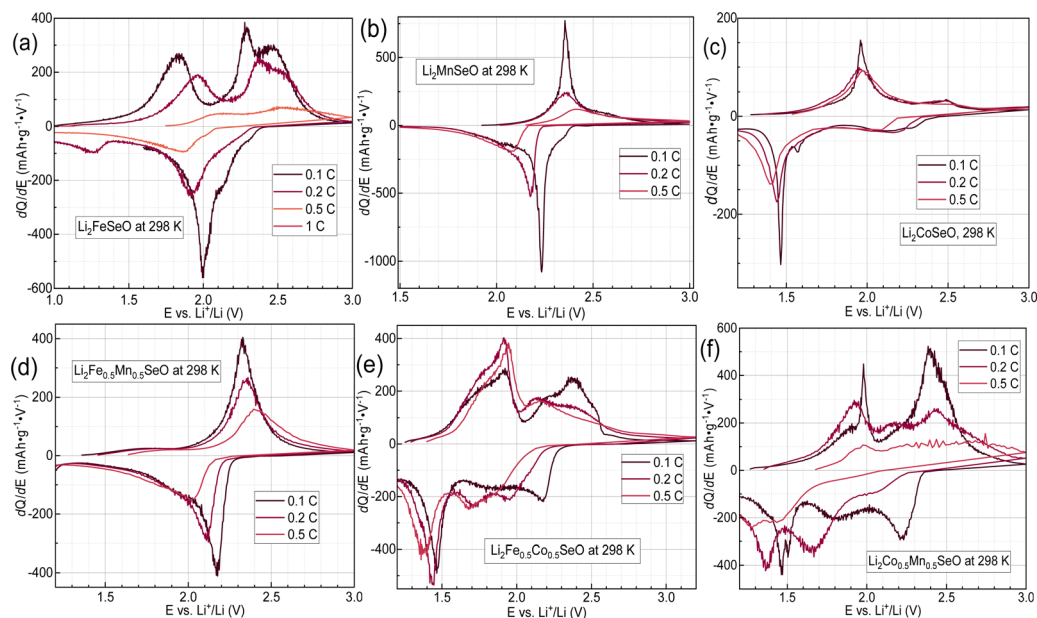 (a)
400
200
0
-200
-400
-600
dQ/dE (mAh•g⁻¹•V⁻¹)
Li₂FeSeO at 298 K
0.1 C
0.2 C
0.5 C
1 C
1.0 1.5 2.0 2.5 3.0
E vs. Li⁺/Li (V)
(b)
500
0
-500
-1000
dQ/dE (mAh•g⁻¹•V⁻¹)
Li₂MnSeO at 298 K
0.1 C
0.2 C
0.5 C
1.5 2.0 2.5 3.0
E vs. Li⁺/Li (V)
(c)
200
0
-200
dQ/dE (mAh•g⁻¹•V⁻¹)
0.1 C
0.2 C
0.5 C
Li₂CoSeO, 298 K
1.5 2.0 2.5 3.0
E vs. Li⁺/Li (V)
(d)
400
200
0
-200
-400
dQ/dE (mAh•g⁻¹•V⁻¹)
Li₂Fe₀.₅Mn₀.₅SeO at 298 K
0.1 C
0.2 C
0.5 C
1.5 2.0 2.5 3.0
E vs. Li⁺/Li (V)
(e)
400
200
0
-200
-400
dQ/dE (mAh•g⁻¹•V⁻¹)
0.1 C
0.2 C
0.5 C
Li₂Fe₀.₅Co₀.₅SeO at 298 K
1.5 2.0 2.5 3.0
E vs. Li⁺/Li (V)
(f)
600
400
200
0
-200
-400
dQ/dE (mAh•g⁻¹•V⁻¹)
0.1 C
0.2 C
0.5 C
Li₂Co₀.₅Mn₀.₅SeO at 298 K
1.5 2.0 2.5 3.0
E vs. Li⁺/Li (V)